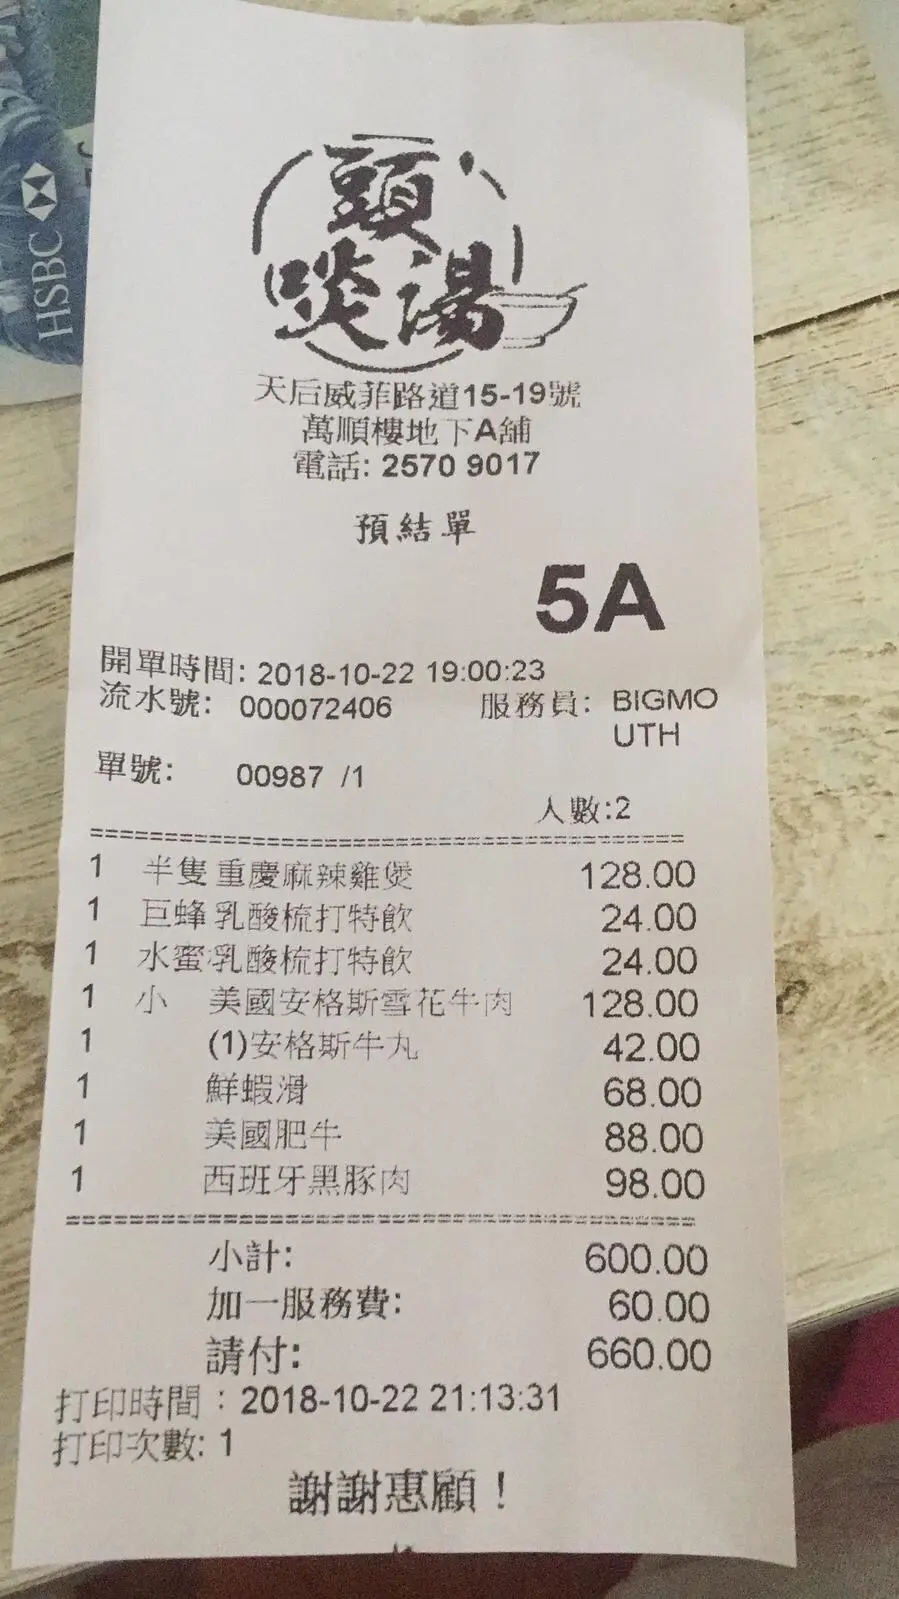 HSBC
頭啖湯
天后威菲路道15-19號
萬順樓地下A舖
電話: 2570 9017
預結單
5A
開單時間: 2018-10-22 19:00:23
流水號: 000072406 服務員: BIGMO
UTH
單號: 00987 /1
人數:2
1 半隻重慶麻辣雞煲 128.00
1 巨蜂乳酸梳打特飲 24.00
1 水蜜乳酸梳打特飲 24.00
1 小 美國安格斯雪花牛肉 128.00
1 (1)安格斯牛丸 42.00
1 鮮蝦滑 68.00
1 美國肥牛 88.00
1 西班牙黑豚肉 98.00
小計: 600.00
加一服務費: 60.00
請付: 660.00
打印時間：2018-10-22 21:13:31
打印次數: 1
謝謝惠顧！